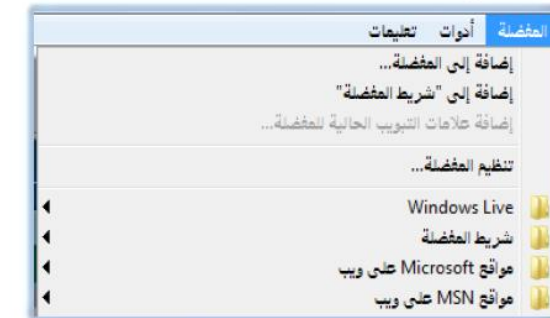 المفضلة أدوات تعليمات
إضافة إلى المفضلة...
إضافة إلى "شريط المفضلة"
إضافة علامات التبويب الحالية للمفضلة...
تنظيم المفضلة...
Windows Live
شريط المفضلة
مواقع Microsoft على ويب
مواقع MSN على ويب